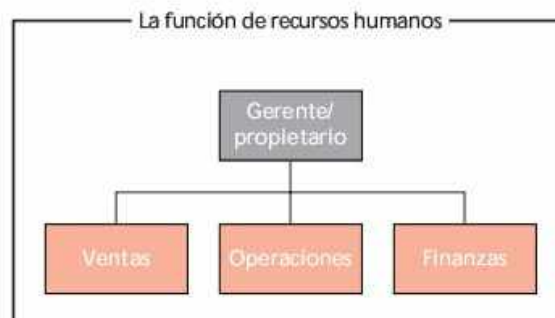 La función de recursos humanos
Gerente/
propietario
Ventas
Operaciones
Finanzas